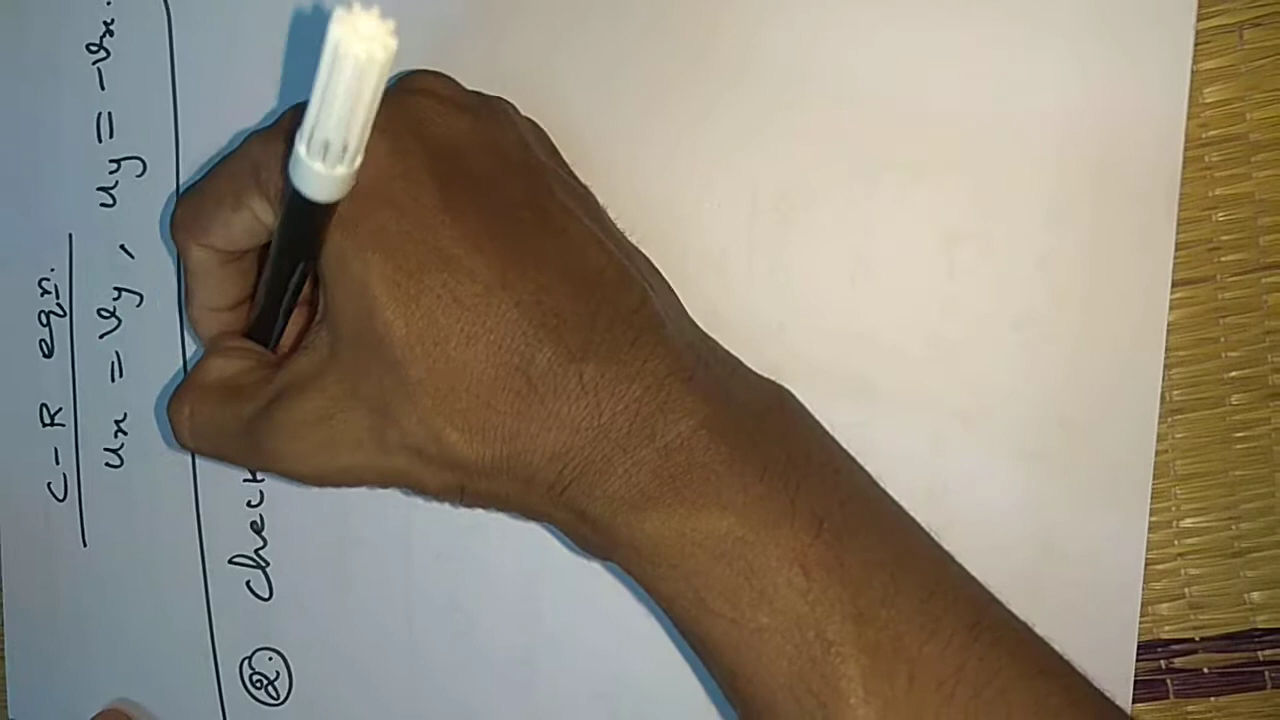 C-R eqn.
ux = vy, uy = -vx.
②. Check